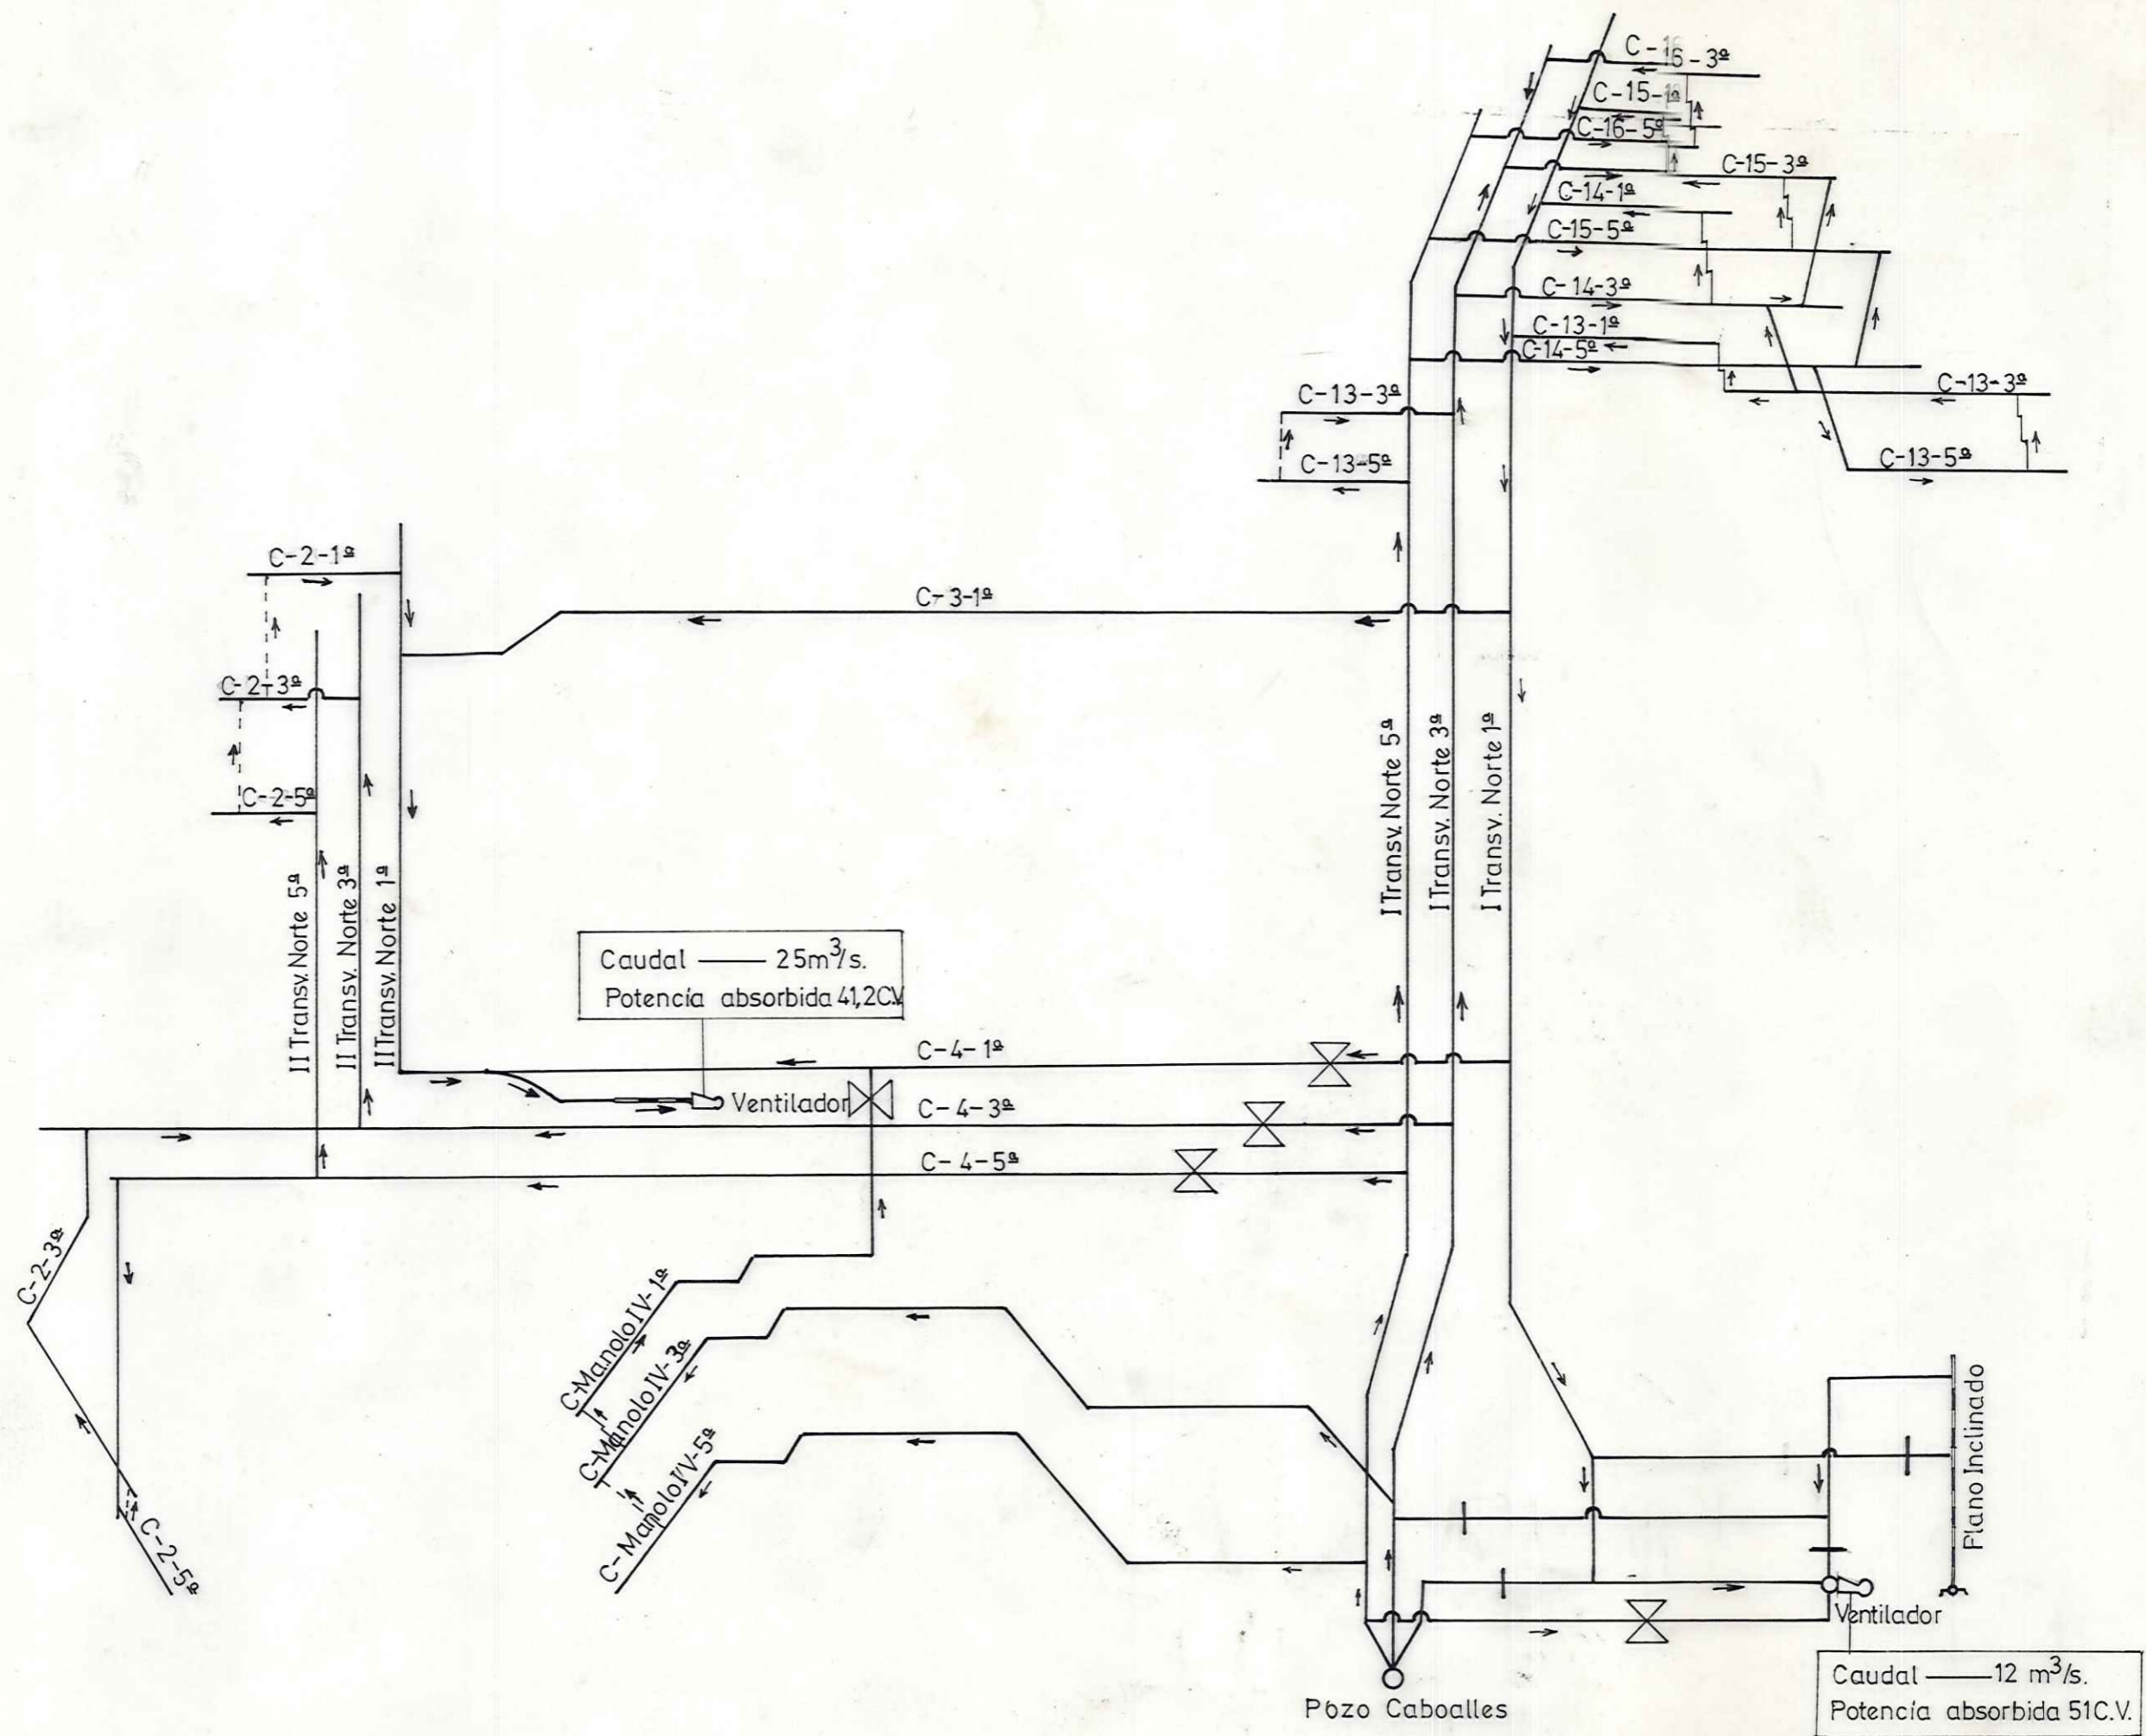 C-16-3ª
C-15-1ª
C-16-5ª
C-15-3ª
C-14-1ª
C-15-5ª
C-14-3ª
C-13-1ª
C-14-5ª
C-13-3ª
C-13-3ª
C-13-5ª
C-13-5ª
C-2-1ª
C-3-1ª
C-2-3ª
C-2-5ª
I Transv. Norte 5ª
I Transv. Norte 3ª
I Transv. Norte 1ª
II Transv. Norte 5ª
II Transv. Norte 3ª
II Transv. Norte 1ª
Caudal —— 25m³/s.
Potencía absorbida 41,2C.V
C-4-1ª
Ventilador
C-4-3ª
C-4-5ª
C-2-3ª
C-Manolo IV-1ª
C-Manolo IV-3ª
C-Manolo IV-5ª
C-2-5ª
Plano Inclinado
Ventilador
Pozo Caboalles
Caudal —— 12 m³/s.
Potencía absorbida 51C.V.